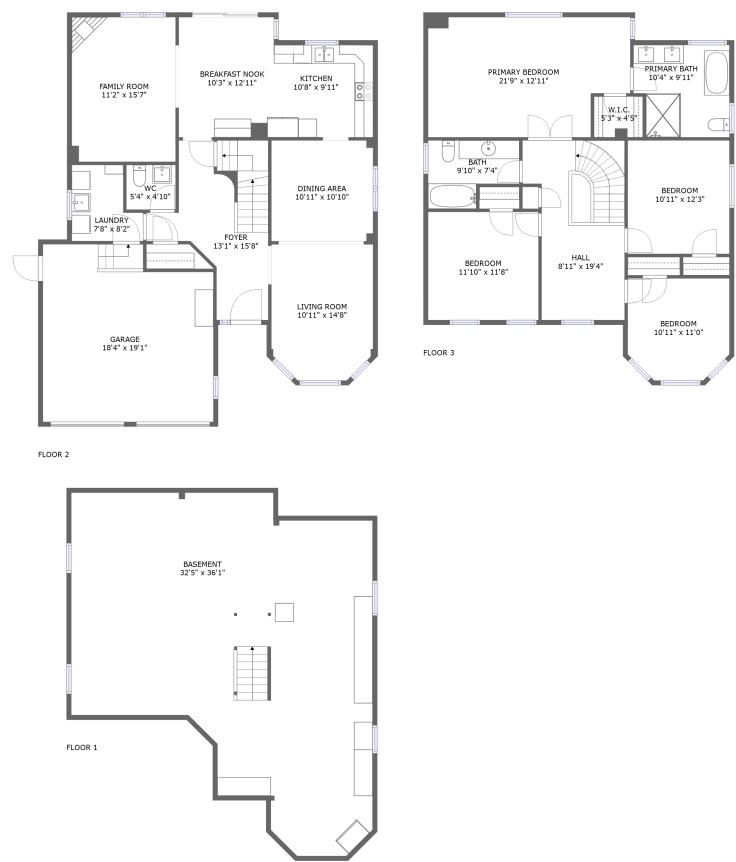 FAMILY ROOM
11'2" x 15'7"
BREAKFAST NOOK
10'3" x 12'11"
KITCHEN
10'8" x 9'11"
WC
5'4" x 4'10"
DINING AREA
10'11" x 10'10"
LAUNDRY
7'8" x 8'2"
FOYER
13'1" x 15'8"
LIVING ROOM
10'11" x 14'8"
GARAGE
18'4" x 19'1"
FLOOR 2
PRIMARY BEDROOM
21'9" x 12'11"
PRIMARY BATH
10'4" x 9'11"
W.I.C.
5'3" x 4'5"
BATH
9'10" x 7'4"
BEDROOM
10'11" x 12'3"
BEDROOM
11'10" x 11'8"
HALL
8'11" x 19'4"
BEDROOM
10'11" x 11'0"
FLOOR 3
BASEMENT
32'5" x 36'1"
FLOOR 1